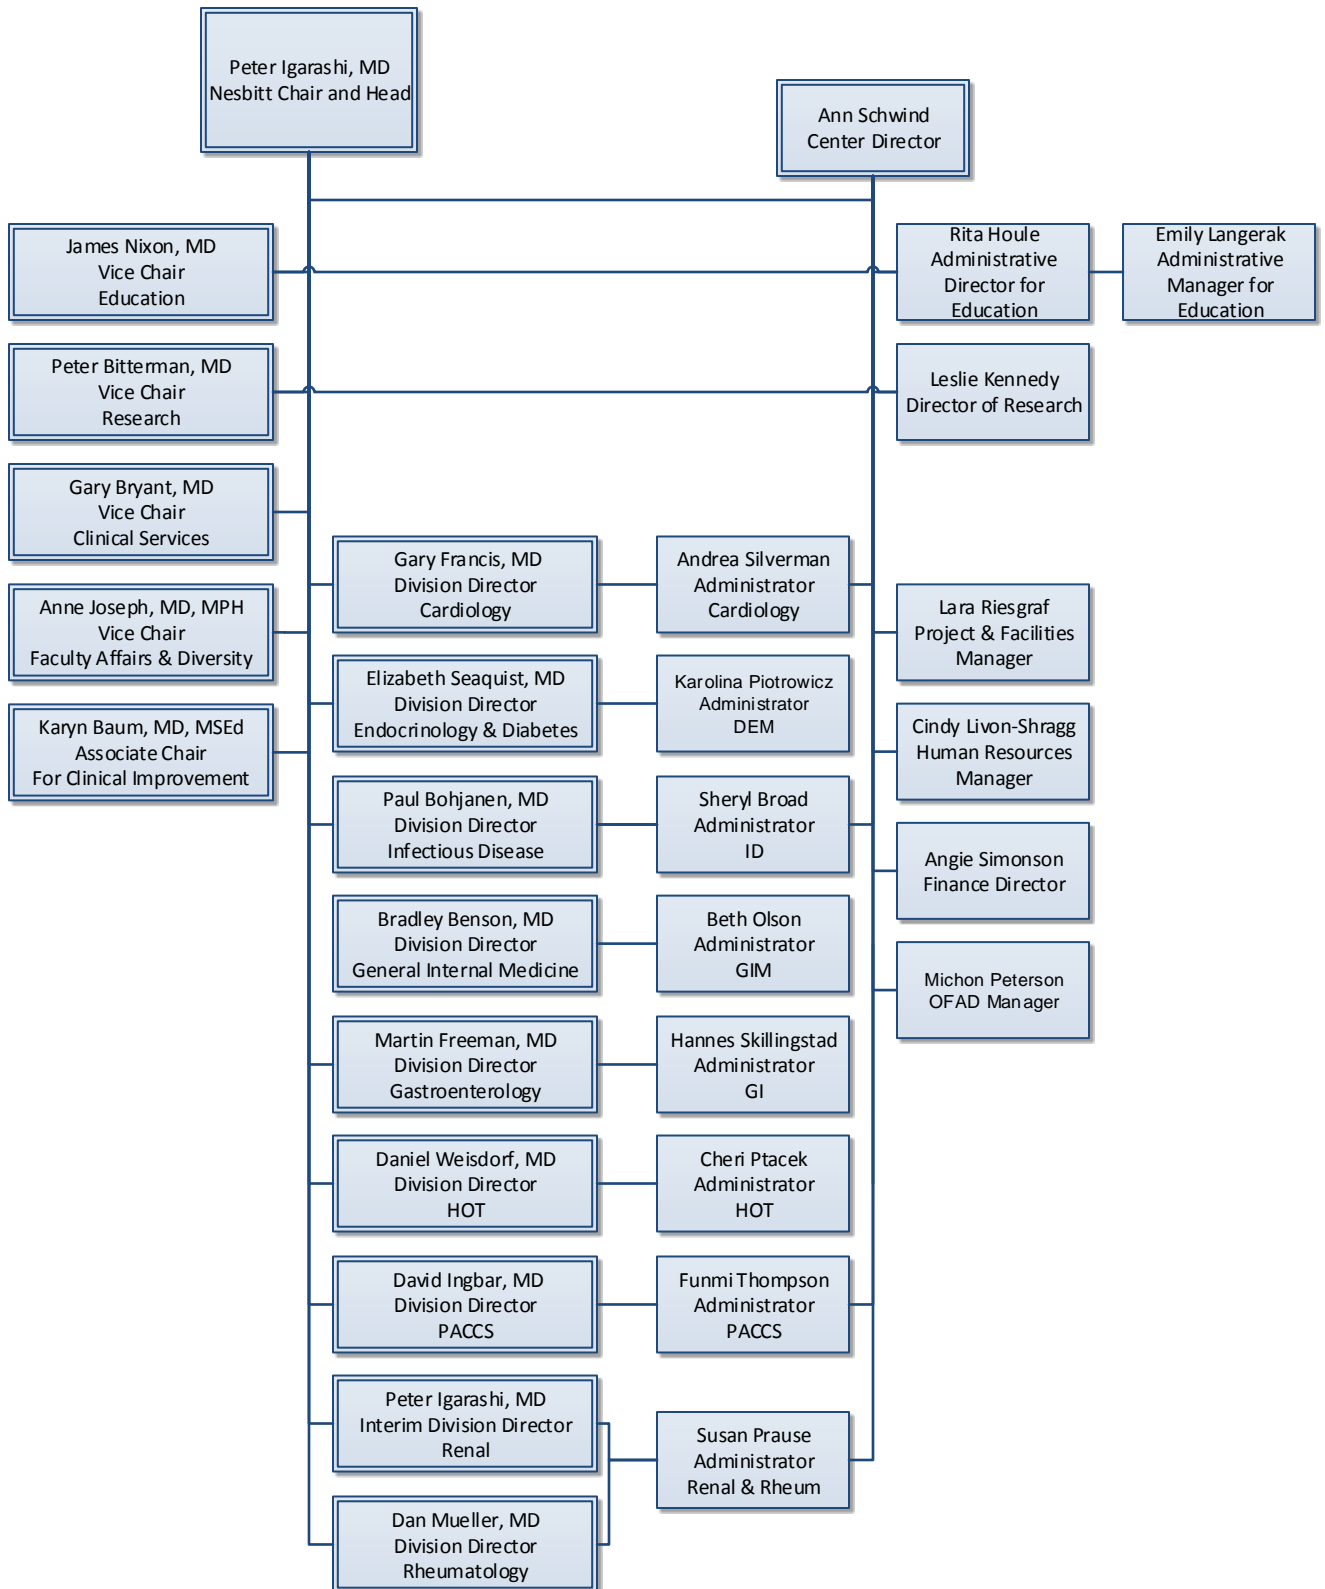 Peter Igarashi, MD
Nesbitt Chair and Head
Ann Schwind
Center Director
James Nixon, MD
Vice Chair
Education
Rita Houle
Administrative
Director for
Education
Emily Langerak
Administrative
Manager for
Education
Peter Bitterman, MD
Vice Chair
Research
Leslie Kennedy
Director of Research
Gary Bryant, MD
Vice Chair
Clinical Services
Gary Francis, MD
Division Director
Cardiology
Andrea Silverman
Administrator
Cardiology
Anne Joseph, MD, MPH
Vice Chair
Faculty Affairs & Diversity
Lara Riesgraf
Project & Facilities
Manager
Elizabeth Seaquist, MD
Division Director
Endocrinology & Diabetes
Karolina Piotrowicz
Administrator
DEM
Karyn Baum, MD, MSEd
Associate Chair
For Clinical Improvement
Cindy Livon-Shragg
Human Resources
Manager
Paul Bohjanen, MD
Division Director
Infectious Disease
Sheryl Broad
Administrator
ID
Angie Simonson
Finance Director
Bradley Benson, MD
Division Director
General Internal Medicine
Beth Olson
Administrator
GIM
Michon Peterson
OFAD Manager
Martin Freeman, MD
Division Director
Gastroenterology
Hannes Skillingstad
Administrator
GI
Daniel Weisdorf, MD
Division Director
HOT
Cheri Ptacek
Administrator
HOT
David Ingbar, MD
Division Director
PACCS
Funmi Thompson
Administrator
PACCS
Peter Igarashi, MD
Interim Division Director
Renal
Susan Prause
Administrator
Renal & Rheum
Dan Mueller, MD
Division Director
Rheumatology